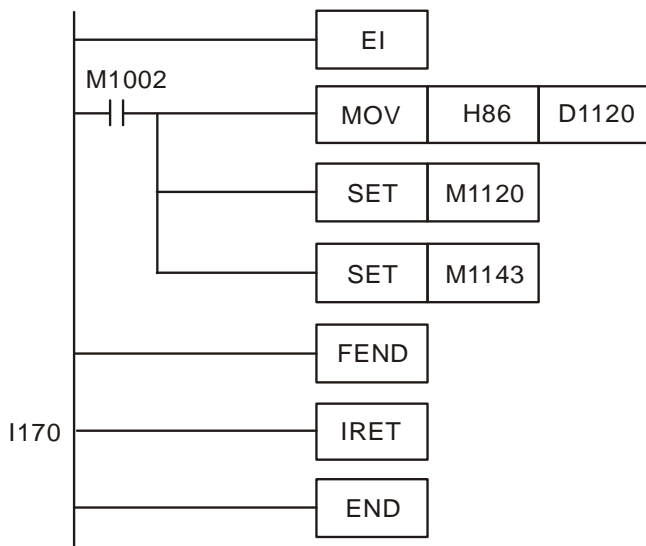 EI
M1002
MOV H86 D1120
SET M1120
SET M1143
FEND
I170 IRET
END